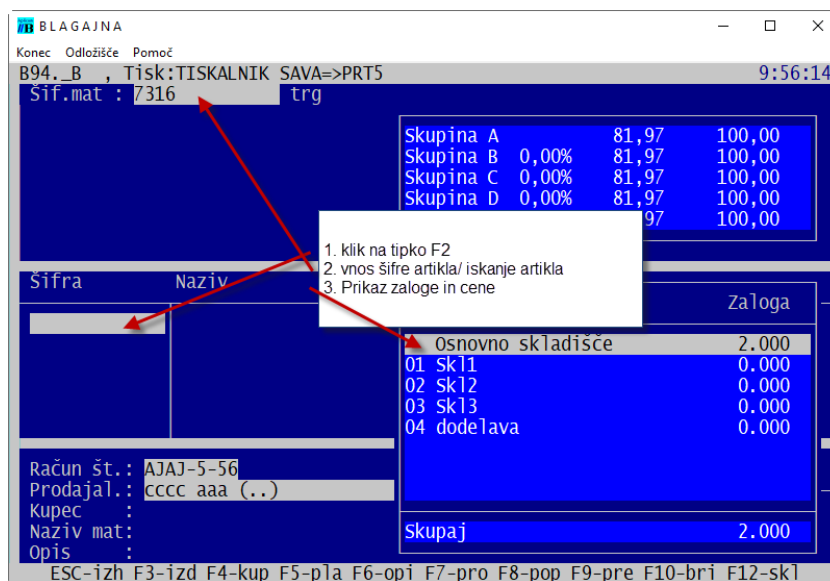 BLAGAJNA
Konec Odložišče Pomoč
B94._B , Tisk:TISKALNIK SAVA=>PRT5 9:56:14
Šif.mat : 7316 trg
Skupina A 81,97 100,00
Skupina B 0,00% 81,97 100,00
Skupina C 0,00% 81,97 100,00
Skupina D 0,00% 81,97 100,00
97 100,00
1. klik na tipko F2
2. vnos šifre artikla/ iskanje artikla
3. Prikaz zaloge in cene
Šifra Naziv
Zaloga
Osnovno skladišče 2.000
01 Skl1 0.000
02 Skl2 0.000
03 Skl3 0.000
04 dodelava 0.000
Račun št.: AJAJ-5-56
Prodajal.: cccc aaa (..)
Kupec :
Naziv mat:
Skupaj 2.000
Opis :
ESC-izh F3-izd F4-kup F5-pla F6-opi F7-pro F8-pop F9-pre F10-bri F12-skl